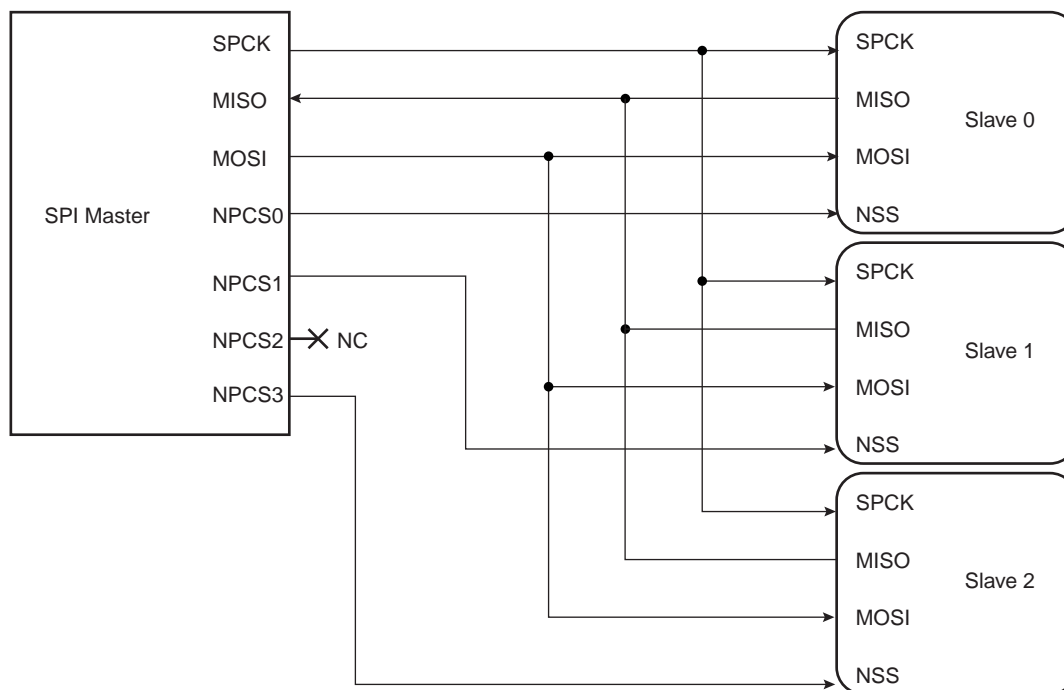 SPI Master
SPCK
MISO
MOSI
NPCS0
NPCS1
NPCS2
NC
NPCS3
SPCK
MISO
Slave 0
MOSI
NSS
SPCK
MISO
Slave 1
MOSI
NSS
SPCK
MISO
Slave 2
MOSI
NSS